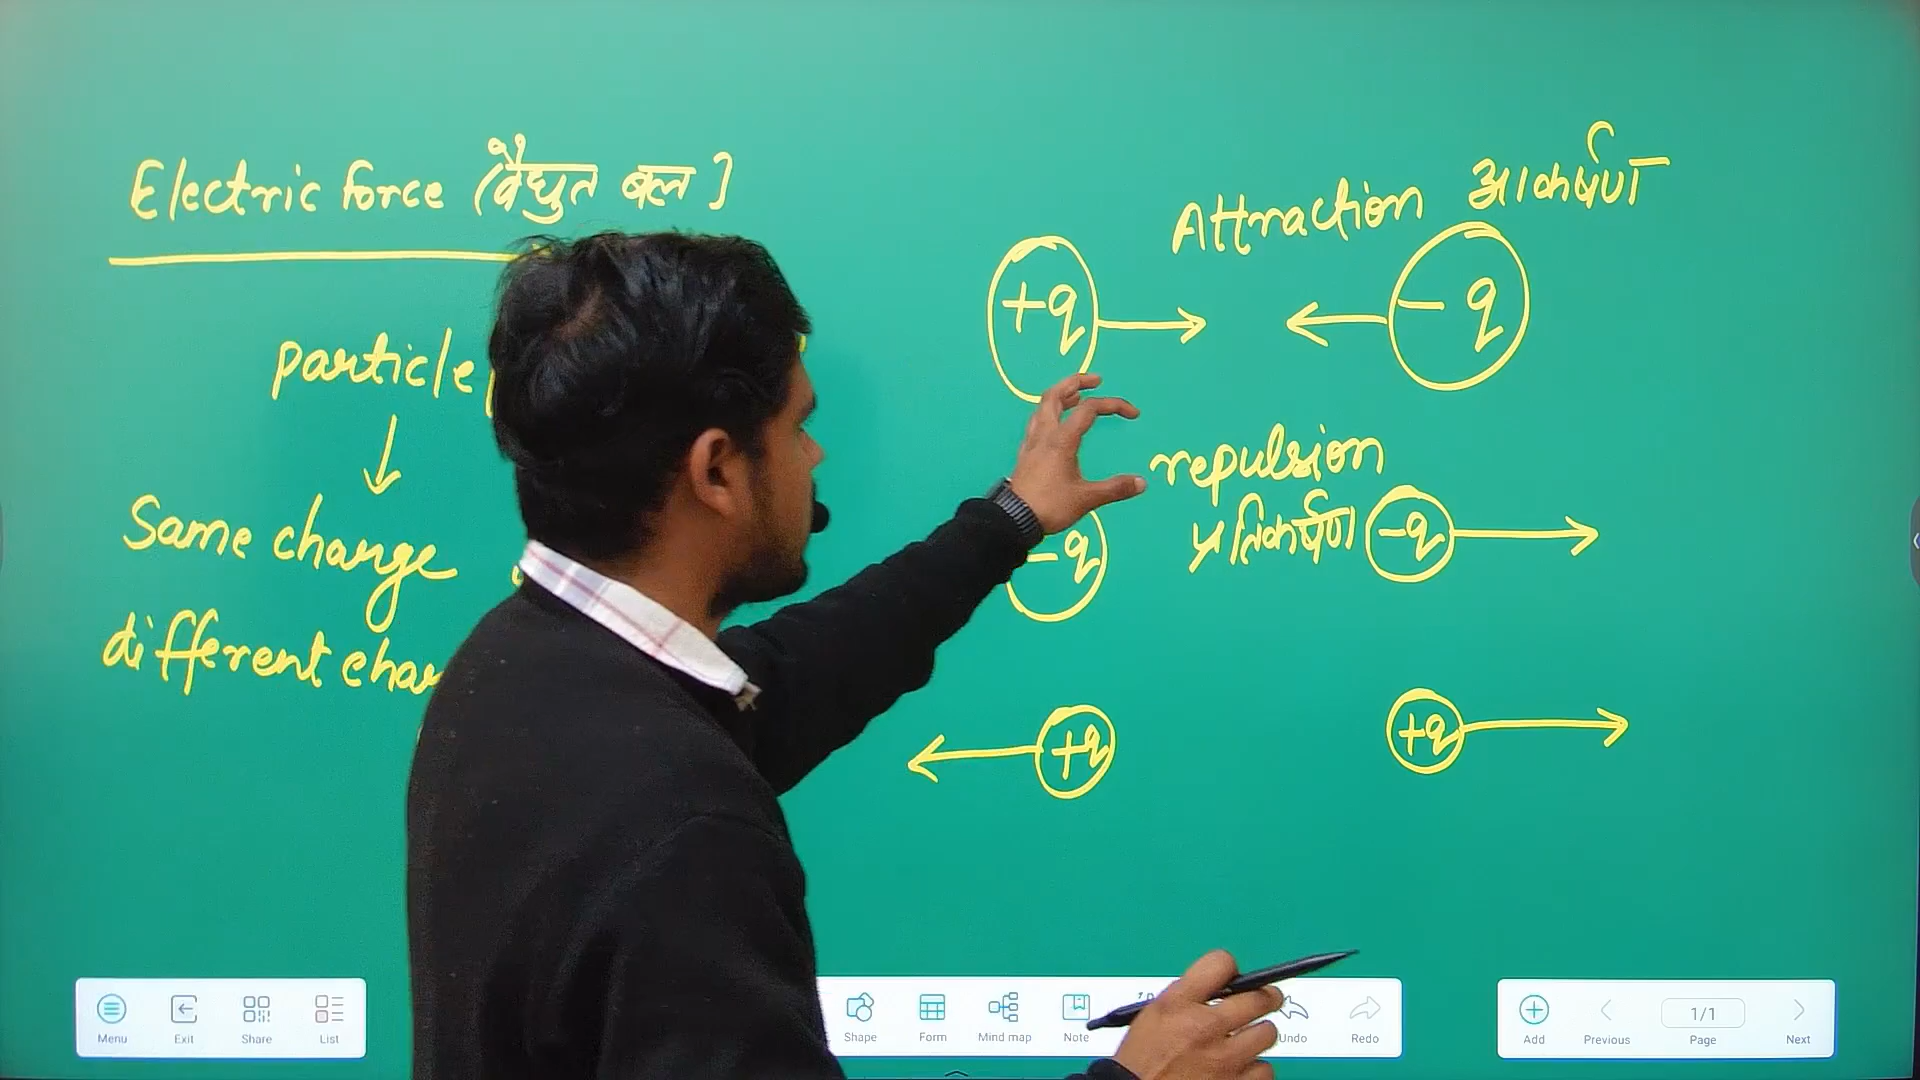 Electric force (वैद्युत बल]
particle
↓
Same charge
different char
Attraction आकर्षण
+q → ← -q
repulsion
प्रतिकर्षण
-q -q →
← +q +q →
Menu Exit Share List
Shape Form Mind map Note Undo Redo
Add Previous 1/1 Page Next